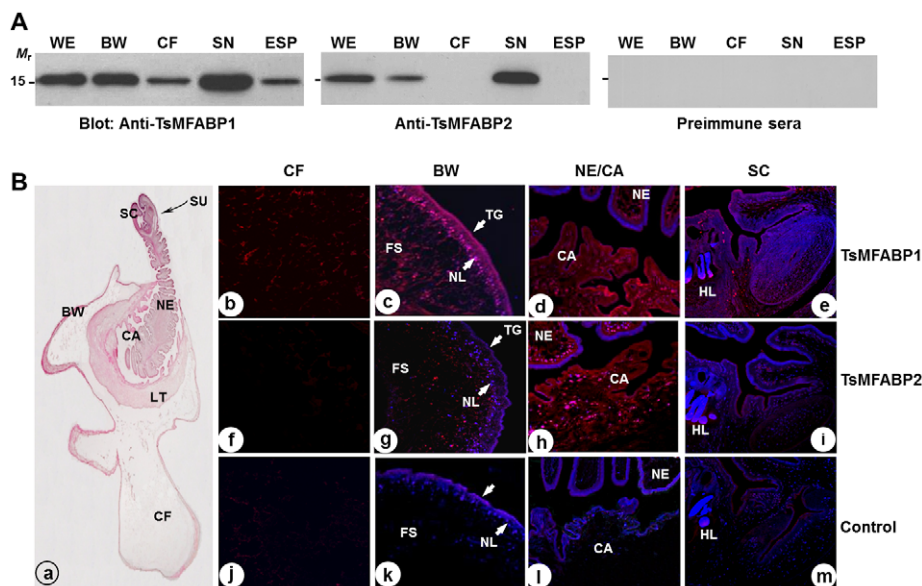 A
WE BW CF SN ESP WE BW CF SN ESP WE BW CF SN ESP
Mr
15
Blot: Anti-TsMFABP1 Anti-TsMFABP2 Preimmune sera
B
CF BW NE/CA SC
SC SU
BW NE
CA
LT
CF
a
b
FS TG
NL
c
NE
CA
d
HL
e
TsMFABP1
f
FS TG
NL
g
NE
CA
h
HL
i
TsMFABP2
j
FS
NL
k
NE
CA
l
HL
m
Control